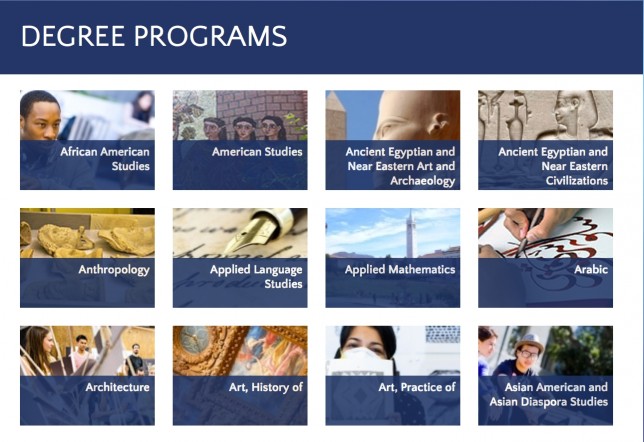 DEGREE PROGRAMS
African American
Studies
American Studies
Ancient Egyptian and
Near Eastern Art and
Archaeology
Ancient Egyptian and
Near Eastern
Civilizations
Anthropology
Applied Language
Studies
Applied Mathematics
Arabic
Architecture
Art, History of
Art, Practice of
Asian American and
Asian Diaspora Studies